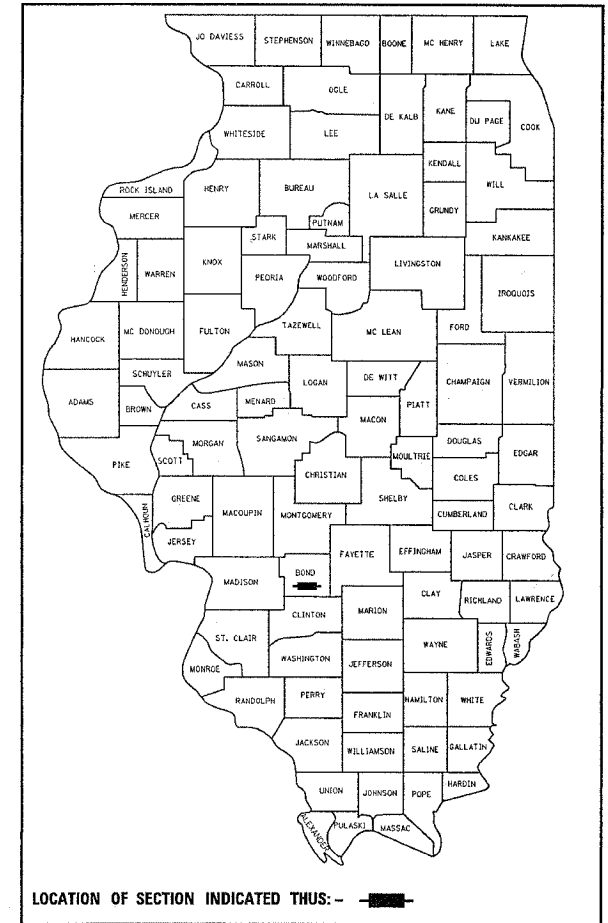 JO DAVIESS STEPHENSON WINNEBAGO BOONE MC HENRY LAKE
CARROLL OGLE DE KALB KANE DU PAGE COOK
WHITESIDE LEE
KENDALL WILL
ROCK ISLAND HENRY BUREAU LA SALLE GRUNDY
MERCER PUTNAM KANKAKEE
STARK MARSHALL
HENDERSON WARREN KNOX PEORIA WOODFORD LIVINGSTON IROQUOIS
HANCOCK MC DONOUGH FULTON TAZEWELL MC LEAN FORD
SCHUYLER MASON LOGAN DE WITT CHAMPAIGN VERMILION
ADAMS BROWN CASS MENARD MACON PIATT
PIKE SCOTT MORGAN SANGAMON MOULTRIE DOUGLAS EDGAR
CHRISTIAN COLES
GREENE MACOUPIN MONTGOMERY SHELBY CUMBERLAND CLARK
CALHOUN JERSEY FAYETTE EFFINGHAM JASPER CRAWFORD
MADISON BOND
CLINTON MARION CLAY RICHLAND LAWRENCE
ST. CLAIR WAYNE EDWARDS WABASH
MONROE WASHINGTON JEFFERSON
RANDOLPH PERRY FRANKLIN HAMILTON WHITE
JACKSON WILLIAMSON SALINE GALLATIN
UNION JOHNSON POPE HARDIN
ALEXANDER PULASKI MASSAC
LOCATION OF SECTION INDICATED THUS: -